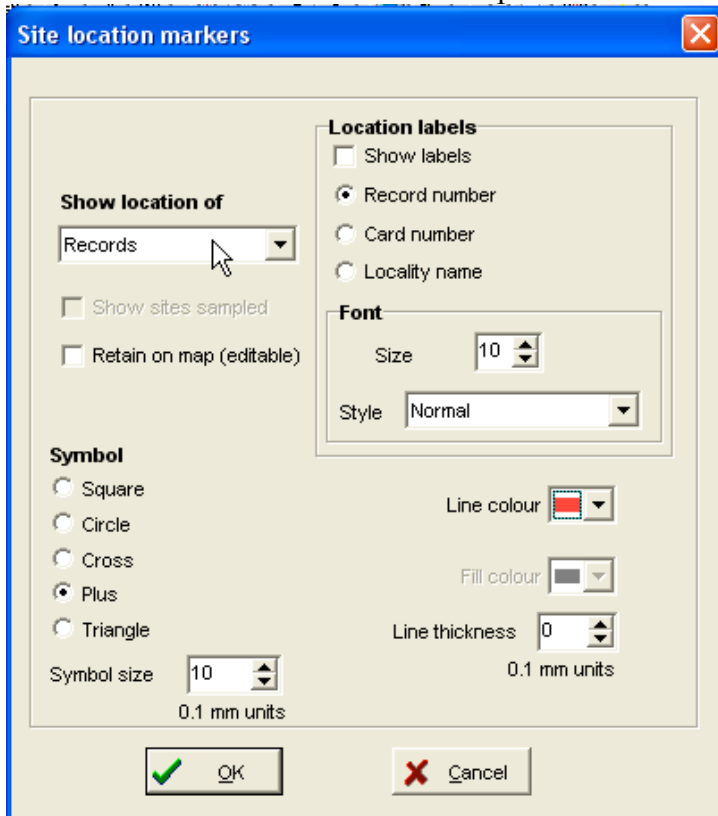 Site location markers
Show location of
Records
Show sites sampled
Retain on map (editable)
Location labels
Show labels
Record number
Card number
Locality name
Font
Size 10
Style Normal
Symbol
Square
Circle
Cross
Plus
Triangle
Symbol size 10
0.1 mm units
Line colour
Fill colour
Line thickness 0
0.1 mm units
OK
Cancel